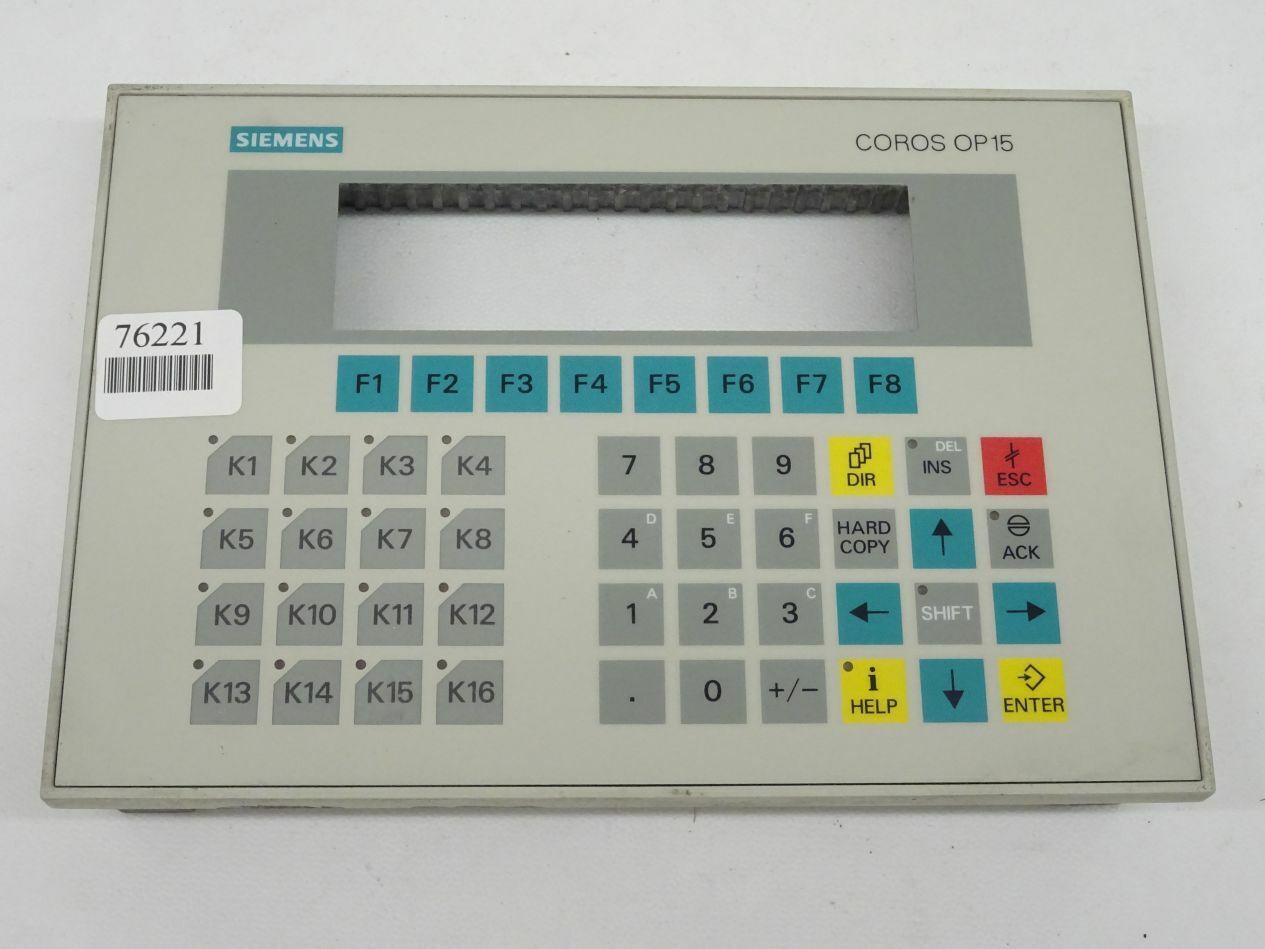 SIEMENS
COROS OP15
76221
F1 F2 F3 F4 F5 F6 F7 F8
K1 K2 K3 K4
7 8 9
DIR
DEL
INS
ESC
K5 K6 K7 K8
4 D
5 E
6 F
HARD
COPY
ACK
K9 K10 K11 K12
1 A
2 B
3 C
SHIFT
K13 K14 K15 K16
. 0 +/−
i
HELP
ENTER